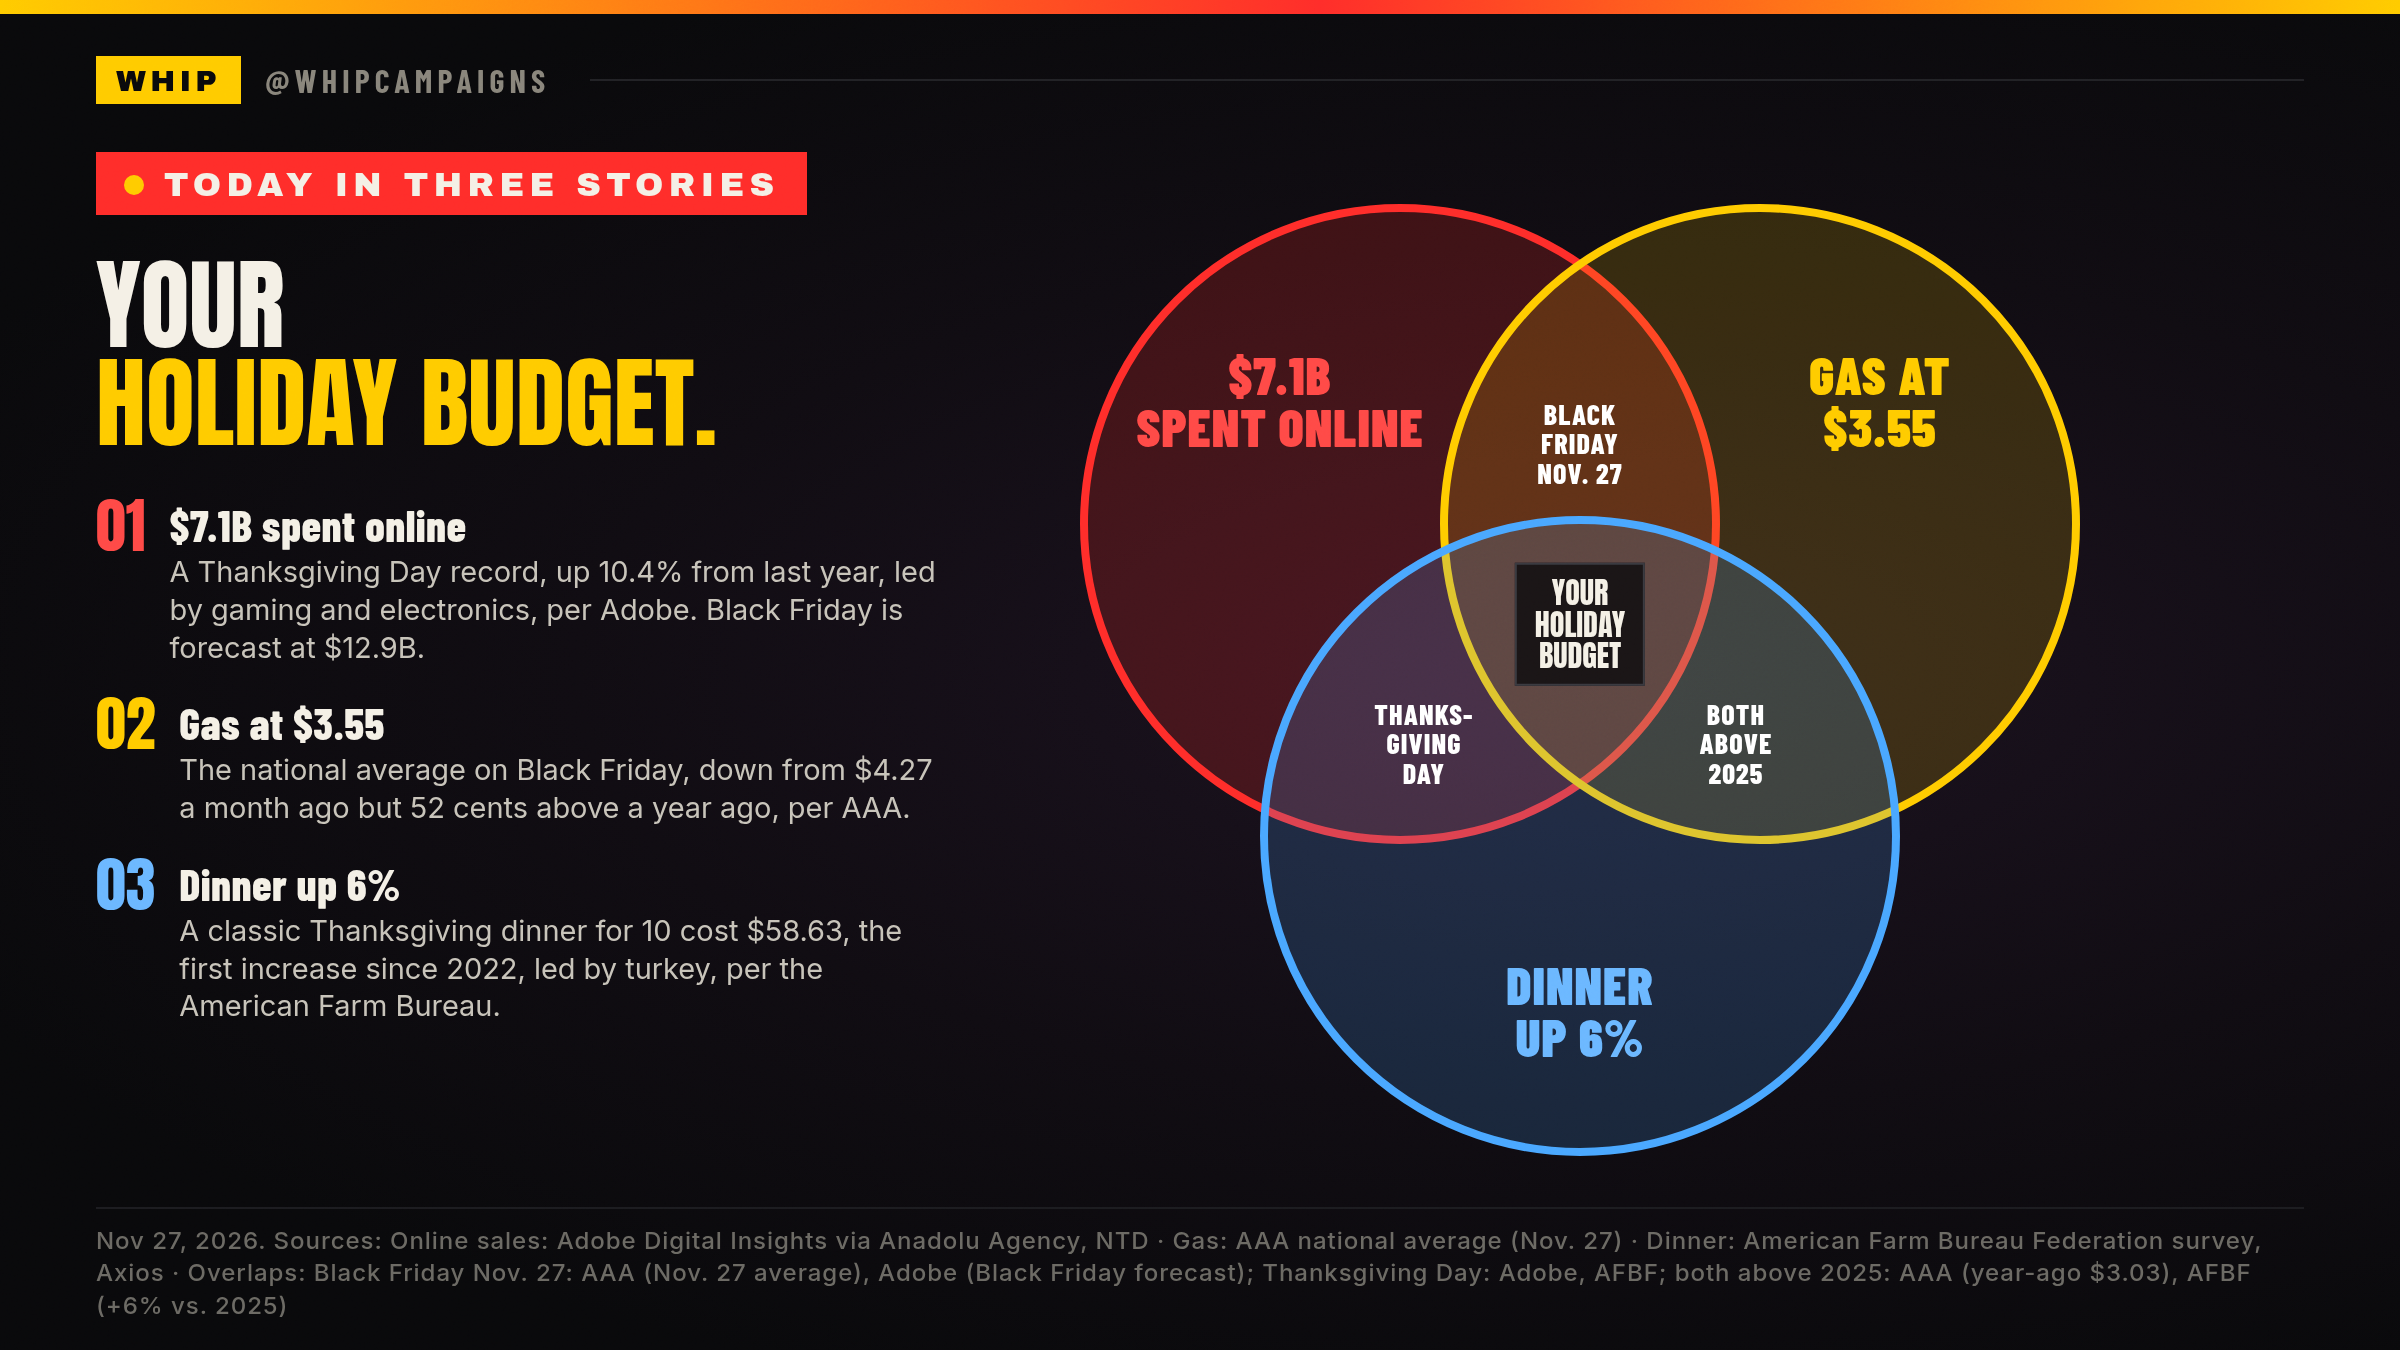 WHIP @WHIPCAMPAIGNS
TODAY IN THREE STORIES
YOUR
HOLIDAY BUDGET.
01 $7.1B spent online
A Thanksgiving Day record, up 10.4% from last year, led
by gaming and electronics, per Adobe. Black Friday is
forecast at $12.9B.
02 Gas at $3.55
The national average on Black Friday, down from $4.27
a month ago but 52 cents above a year ago, per AAA.
03 Dinner up 6%
A classic Thanksgiving dinner for 10 cost $58.63, the
first increase since 2022, led by turkey, per the
American Farm Bureau.
$7.1B
SPENT ONLINE
GAS AT
$3.55
BLACK
FRIDAY
NOV. 27
YOUR
HOLIDAY
BUDGET
THANKS-
GIVING
DAY
BOTH
ABOVE
2025
DINNER
UP 6%
Nov 27, 2026. Sources: Online sales: Adobe Digital Insights via Anadolu Agency, NTD · Gas: AAA national average (Nov. 27) · Dinner: American Farm Bureau Federation survey,
Axios · Overlaps: Black Friday Nov. 27: AAA (Nov. 27 average), Adobe (Black Friday forecast); Thanksgiving Day: Adobe, AFBF; both above 2025: AAA (year-ago $3.03), AFBF
(+6% vs. 2025)